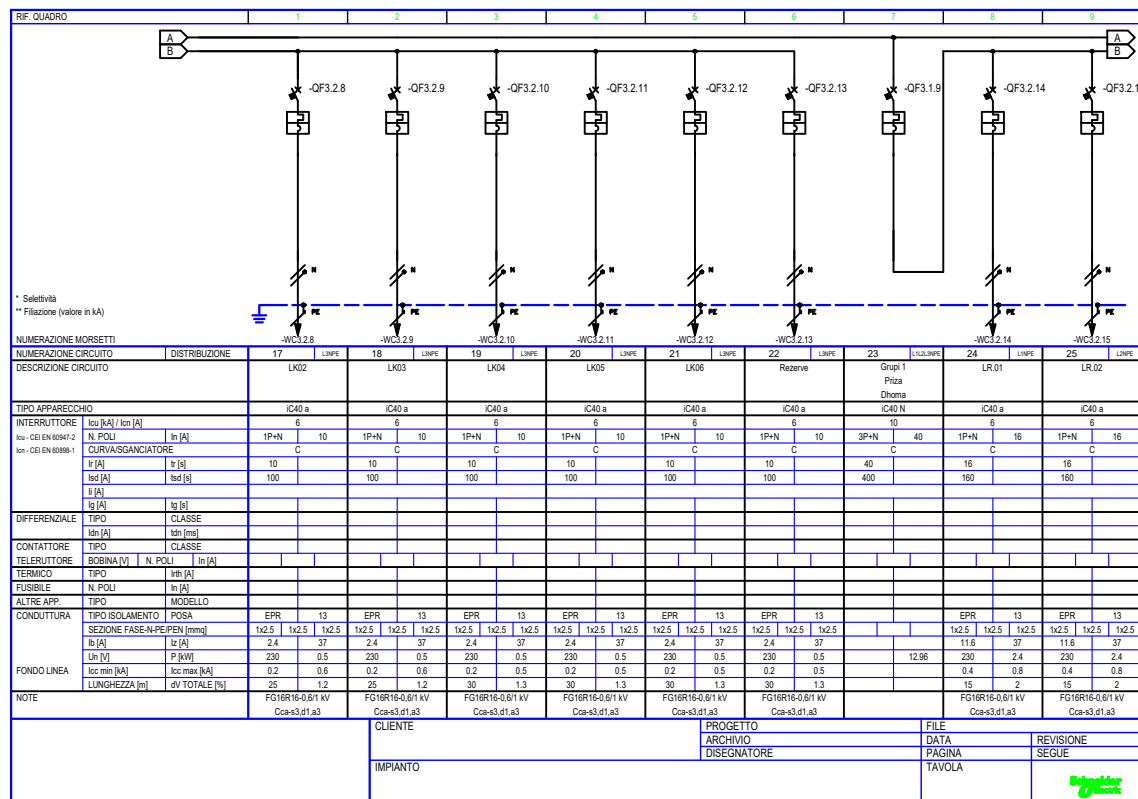 RIF. QUADRO 1 2 3 4 5 6 7 8 9
A A
B B
-QF3.2.8 -QF3.2.9 -QF3.2.10 -QF3.2.11 -QF3.2.12 -QF3.2.13 -QF3.1.9 -QF3.2.14 -QF3.2.1
N N N N N N N N
* Selettività
** Filiazione (valore in kA)
PE PE PE PE PE PE PE PE
NUMERAZIONE MORSETTI -WC3.2.8 -WC3.2.9 -WC3.2.10 -WC3.2.11 -WC3.2.12 -WC3.2.13 -WC3.2.14 -WC3.2.15
NUMERAZIONE CIRCUITO DISTRIBUZIONE 17 L3NPE 18 L3NPE 19 L3NPE 20 L3NPE 21 L3NPE 22 L3NPE 23 L1L2L3NPE 24 L1NPE 25 L2NPE
DESCRIZIONE CIRCUITO LK02 LK03 LK04 LK05 LK06 Rezerve Grupi 1 LR.01 LR.02
Priza
Dhoma
TIPO APPARECCHIO iC40 a iC40 a iC40 a iC40 a iC40 a iC40 a iC40 N iC40 a iC40 a
INTERRUTTORE Icu [kA] / Icn [A] 6 6 6 6 6 6 10 6 6
Icu - CEI EN 60947-2 N. POLI In [A] 1P+N 10 1P+N 10 1P+N 10 1P+N 10 1P+N 10 1P+N 10 3P+N 40 1P+N 16 1P+N 16
Icn - CEI EN 60898-1 CURVA/SGANCIATORE C C C C C C C C C
Ir [A] tr [s] 10 10 10 10 10 10 40 16 16
Isd [A] tsd [s] 100 100 100 100 100 100 400 160 160
Ii [A]
Ig [A] tg [s]
DIFFERENZIALE TIPO CLASSE
Idn [A] tdn [ms]
CONTATTORE TIPO CLASSE
TELERUTTORE BOBINA [V] N. POLI In [A]
TERMICO TIPO Irth [A]
FUSIBILE N. POLI In [A]
ALTRE APP. TIPO MODELLO
CONDUTTURA TIPO ISOLAMENTO POSA EPR 13 EPR 13 EPR 13 EPR 13 EPR 13 EPR 13 EPR 13 EPR 13
SEZIONE FASE-N-PE/PEN [mmq] 1x2.5 1x2.5 1x2.5 1x2.5 1x2.5 1x2.5 1x2.5 1x2.5 1x2.5 1x2.5 1x2.5 1x2.5 1x2.5 1x2.5 1x2.5 1x2.5 1x2.5 1x2.5 1x2.5 1x2.5 1x2.5 1x2.5 1x2.5 1x2.5
Ib [A] Iz [A] 2.4 37 2.4 37 2.4 37 2.4 37 2.4 37 2.4 37 11.6 37 11.6 37
Un [V] P [kW] 230 0.5 230 0.5 230 0.5 230 0.5 230 0.5 230 0.5 12.96 230 2.4 230 2.4
FONDO LINEA Icc min [kA] Icc max [kA] 0.2 0.6 0.2 0.6 0.2 0.5 0.2 0.5 0.2 0.5 0.2 0.5 0.4 0.8 0.4 0.8
LUNGHEZZA [m] dV TOTALE [%] 25 1.2 25 1.2 30 1.3 30 1.3 30 1.3 30 1.3 15 2 15 2
NOTE FG16R16-0,6/1 kV FG16R16-0,6/1 kV FG16R16-0,6/1 kV FG16R16-0,6/1 kV FG16R16-0,6/1 kV FG16R16-0,6/1 kV FG16R16-0,6/1 kV FG16R16-0,6/1 kV
Cca-s3,d1,a3 Cca-s3,d1,a3 Cca-s3,d1,a3 Cca-s3,d1,a3 Cca-s3,d1,a3 Cca-s3,d1,a3 Cca-s3,d1,a3 Cca-s3,d1,a3
CLIENTE PROGETTO FILE
ARCHIVIO DATA REVISIONE
DISEGNATORE PAGINA SEGUE
IMPIANTO TAVOLA
Schneider
Electric